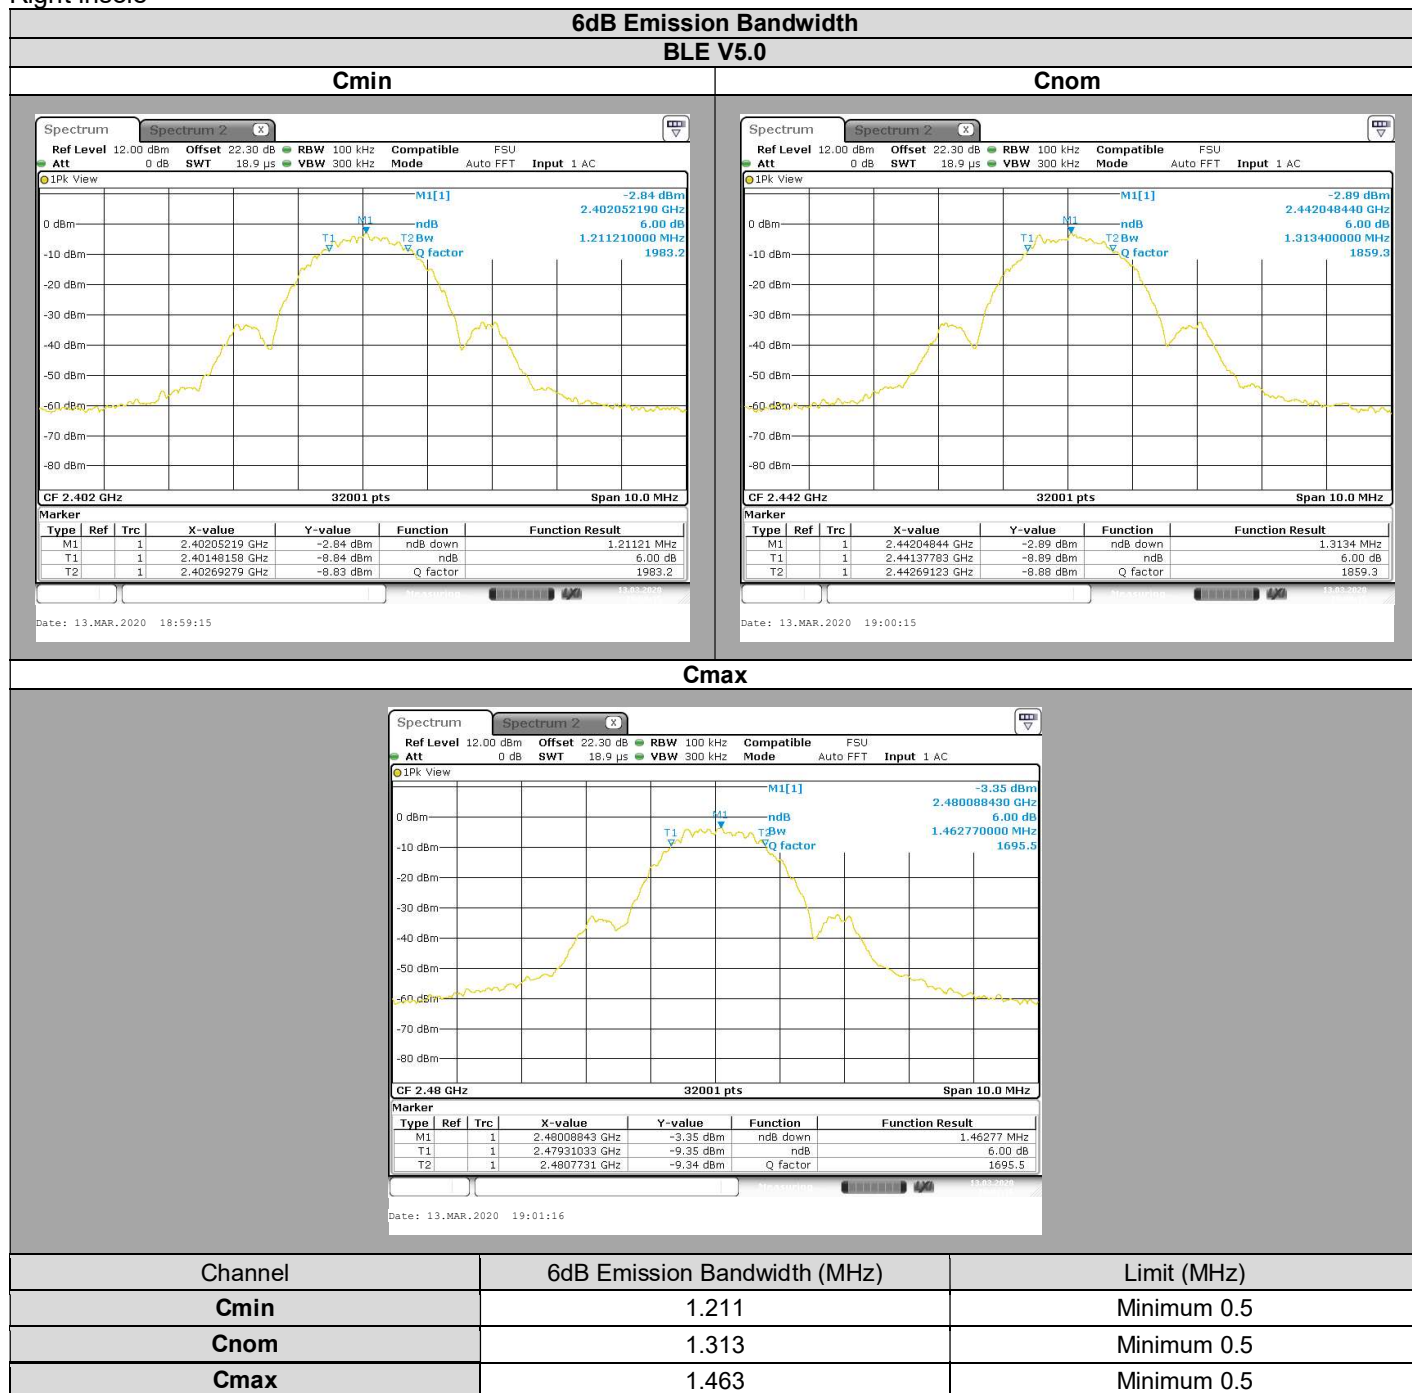 6dB Emission Bandwidth
BLE V5.0
Cmin
Spectrum Spectrum 2 X
Ref Level 12.00 dBm Offset 22.30 dB RBW 100 kHz Compatible FSU
Att 0 dB SWT 18.9 µs VBW 300 kHz Mode Auto FFT Input 1 AC
1Pk View
M1[1] -2.84 dBm
2.402052190 GHz
ndB 6.00 dB
Bw 1.211210000 MHz
Q factor 1983.2
M1
T1 T2
0 dBm
-10 dBm
-20 dBm
-30 dBm
-40 dBm
-50 dBm
-60 dBm
-70 dBm
-80 dBm
CF 2.402 GHz 32001 pts Span 10.0 MHz
Marker
Type Ref Trc X-value Y-value Function Function Result
M1 1 2.40205219 GHz -2.84 dBm ndB down 1.21121 MHz
T1 1 2.40148158 GHz -8.84 dBm ndB 6.00 dB
T2 1 2.40269279 GHz -8.83 dBm Q factor 1983.2
Measuring 13.03.2020
Date: 13.MAR.2020 18:59:15
Cnom
Spectrum Spectrum 2 X
Ref Level 12.00 dBm Offset 22.30 dB RBW 100 kHz Compatible FSU
Att 0 dB SWT 18.9 µs VBW 300 kHz Mode Auto FFT Input 1 AC
1Pk View
M1[1] -2.89 dBm
2.442048440 GHz
ndB 6.00 dB
Bw 1.313400000 MHz
Q factor 1859.3
M1
T1 T2
0 dBm
-10 dBm
-20 dBm
-30 dBm
-40 dBm
-50 dBm
-60 dBm
-70 dBm
-80 dBm
CF 2.442 GHz 32001 pts Span 10.0 MHz
Marker
Type Ref Trc X-value Y-value Function Function Result
M1 1 2.44204844 GHz -2.89 dBm ndB down 1.3134 MHz
T1 1 2.44137783 GHz -8.89 dBm ndB 6.00 dB
T2 1 2.44269123 GHz -8.88 dBm Q factor 1859.3
Measuring 13.03.2020
Date: 13.MAR.2020 19:00:15
Cmax
Spectrum Spectrum 2 X
Ref Level 12.00 dBm Offset 22.30 dB RBW 100 kHz Compatible FSU
Att 0 dB SWT 18.9 µs VBW 300 kHz Mode Auto FFT Input 1 AC
1Pk View
M1[1] -3.35 dBm
2.480088430 GHz
ndB 6.00 dB
Bw 1.462770000 MHz
Q factor 1695.5
M1
T1 T2
0 dBm
-10 dBm
-20 dBm
-30 dBm
-40 dBm
-50 dBm
-60 dBm
-70 dBm
-80 dBm
CF 2.48 GHz 32001 pts Span 10.0 MHz
Marker
Type Ref Trc X-value Y-value Function Function Result
M1 1 2.48008843 GHz -3.35 dBm ndB down 1.46277 MHz
T1 1 2.47931033 GHz -9.35 dBm ndB 6.00 dB
T2 1 2.4807731 GHz -9.34 dBm Q factor 1695.5
Measuring 13.03.2020
Date: 13.MAR.2020 19:01:16
Channel 6dB Emission Bandwidth (MHz) Limit (MHz)
Cmin 1.211 Minimum 0.5
Cnom 1.313 Minimum 0.5
Cmax 1.463 Minimum 0.5